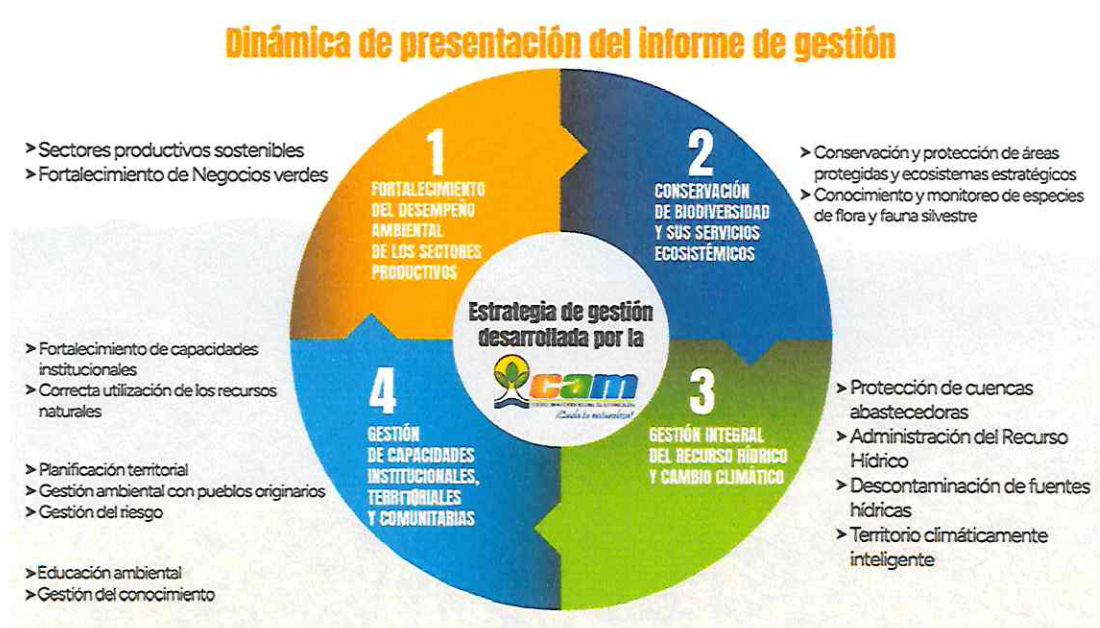 Dinámica de presentación del informe de gestión
1
FORTALECIMIENTO
DEL DESEMPEÑO
AMBIENTAL
DE LOS SECTORES
PRODUCTIVOS
➤Sectores productivos sostenibles
➤Fortalecimiento de Negocios verdes
2
CONSERVACIÓN
DE BIODIVERSIDAD
Y SUS SERVICIOS
ECOSISTÉMICOS
➤Conservación y protección de áreas
protegidas y ecosistemas estratégicos
➤Conocimiento y monitoreo de especies
de flora y fauna silvestre
Estrategia de gestión
desarrollada por la
cam
¡Cuida tu naturaleza!
3
GESTIÓN INTEGRAL
DEL RECURSO HÍDRICO
Y CAMBIO CLIMÁTICO
➤Protección de cuencas
abastecedoras
➤Administración del Recurso
Hídrico
➤Descontaminación de fuentes
hídricas
➤Territorio climáticamente
inteligente
4
GESTIÓN
DE CAPACIDADES
INSTITUCIONALES,
TERRITORIALES
Y COMUNITARIAS
➤Fortalecimiento de capacidades
institucionales
➤Correcta utilización de los recursos
naturales
➤Planificación territorial
➤Gestión ambiental con pueblos originarios
➤Gestión del riesgo
➤Educación ambiental
➤Gestión del conocimiento